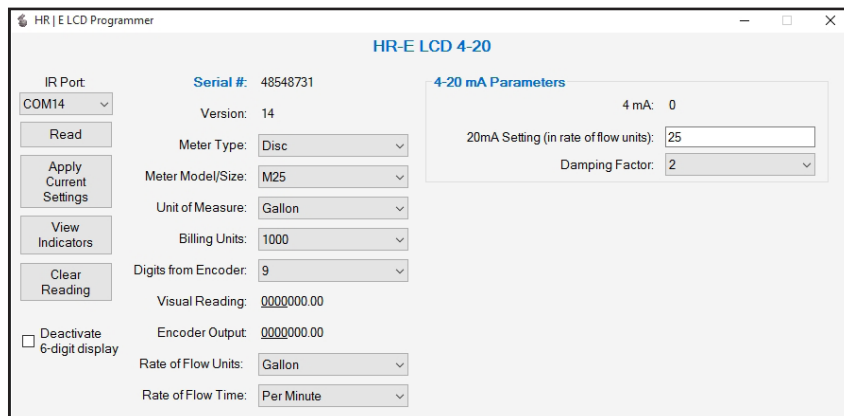 HR | E LCD Programmer
HR-E LCD 4-20
IR Port:
COM14
Read
Apply
Current
Settings
View
Indicators
Clear
Reading
Deactivate
6-digit display
Serial #: 48548731
Version: 14
Meter Type: Disc
Meter Model/Size: M25
Unit of Measure: Gallon
Billing Units: 1000
Digits from Encoder: 9
Visual Reading: 0000000.00
Encoder Output: 0000000.00
Rate of Flow Units: Gallon
Rate of Flow Time: Per Minute
4-20 mA Parameters
4 mA: 0
20mA Setting (in rate of flow units): 25
Damping Factor: 2